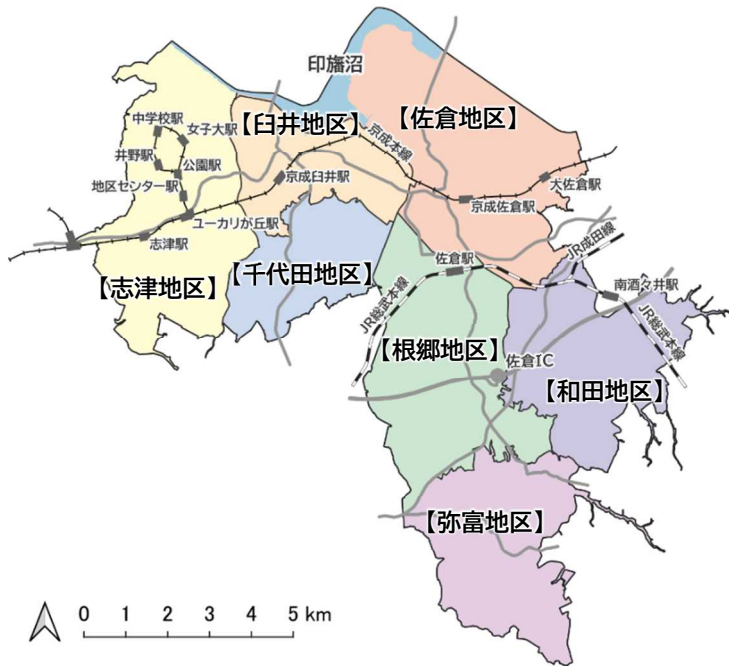 印旛沼
【佐倉地区】
【臼井地区】
中学校駅
女子大駅
井野駅
公園駅
地区センター駅
京成本線
京成臼井駅
大佐倉駅
京成佐倉駅
ユーカリが丘駅
志津駅
【志津地区】
【千代田地区】
佐倉駅
JR成田線
南酒々井駅
JR総武本線
JR総武本線
【根郷地区】
佐倉IC
【和田地区】
【弥富地区】
0 1 2 3 4 5 km